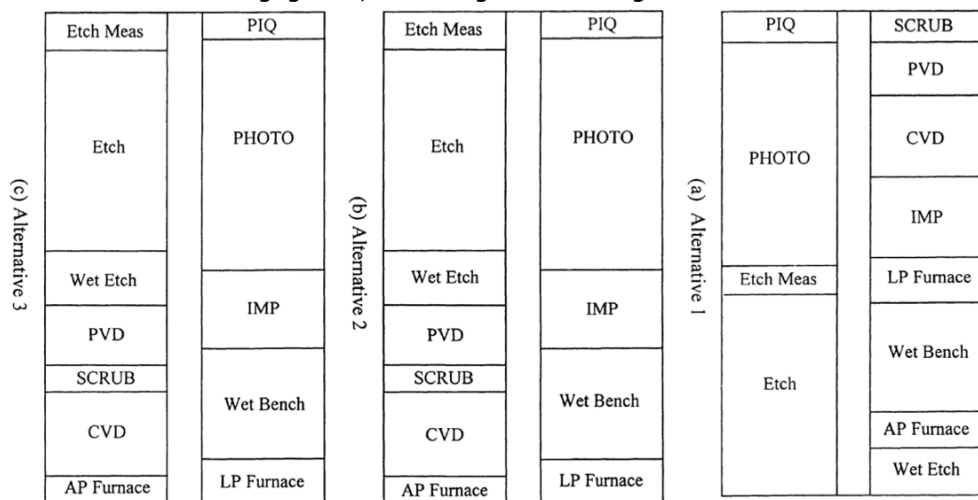 Etch Meas
Etch
Wet Etch
PVD
SCRUB
CVD
AP Furnace
PIQ
PHOTO
IMP
Wet Bench
LP Furnace
(c) Alternative 3
Etch Meas
Etch
Wet Etch
PVD
SCRUB
CVD
AP Furnace
PIQ
PHOTO
IMP
Wet Bench
LP Furnace
(b) Alternative 2
PIQ
PHOTO
Etch Meas
Etch
SCRUB
PVD
CVD
IMP
LP Furnace
Wet Bench
AP Furnace
Wet Etch
(a) Alternative 1